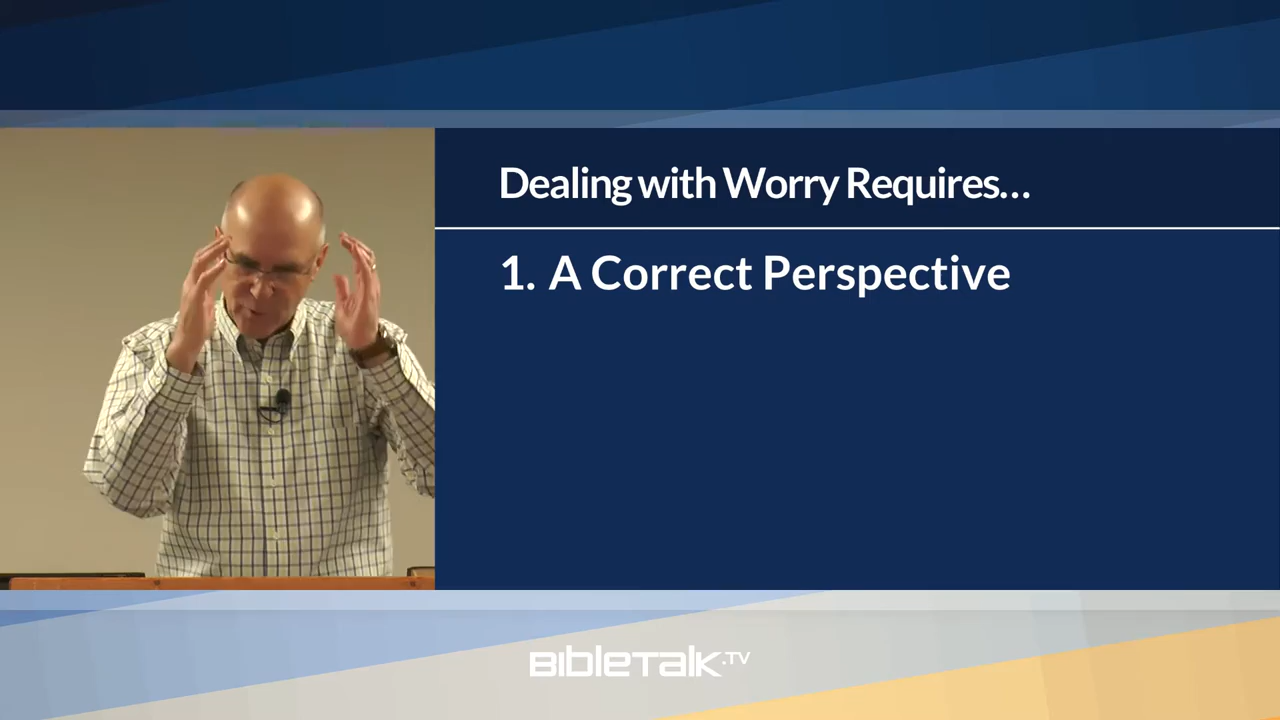 Dealing with Worry Requires...
1. A Correct Perspective
BibleTalk.TV